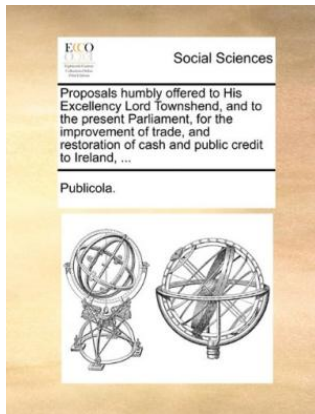 ECCO
Social Sciences
Proposals humbly offered to His
Excellency Lord Townshend, and to
the present Parliament, for the
improvement of trade, and
restoration of cash and public credit
to Ireland, ...
Publicola.